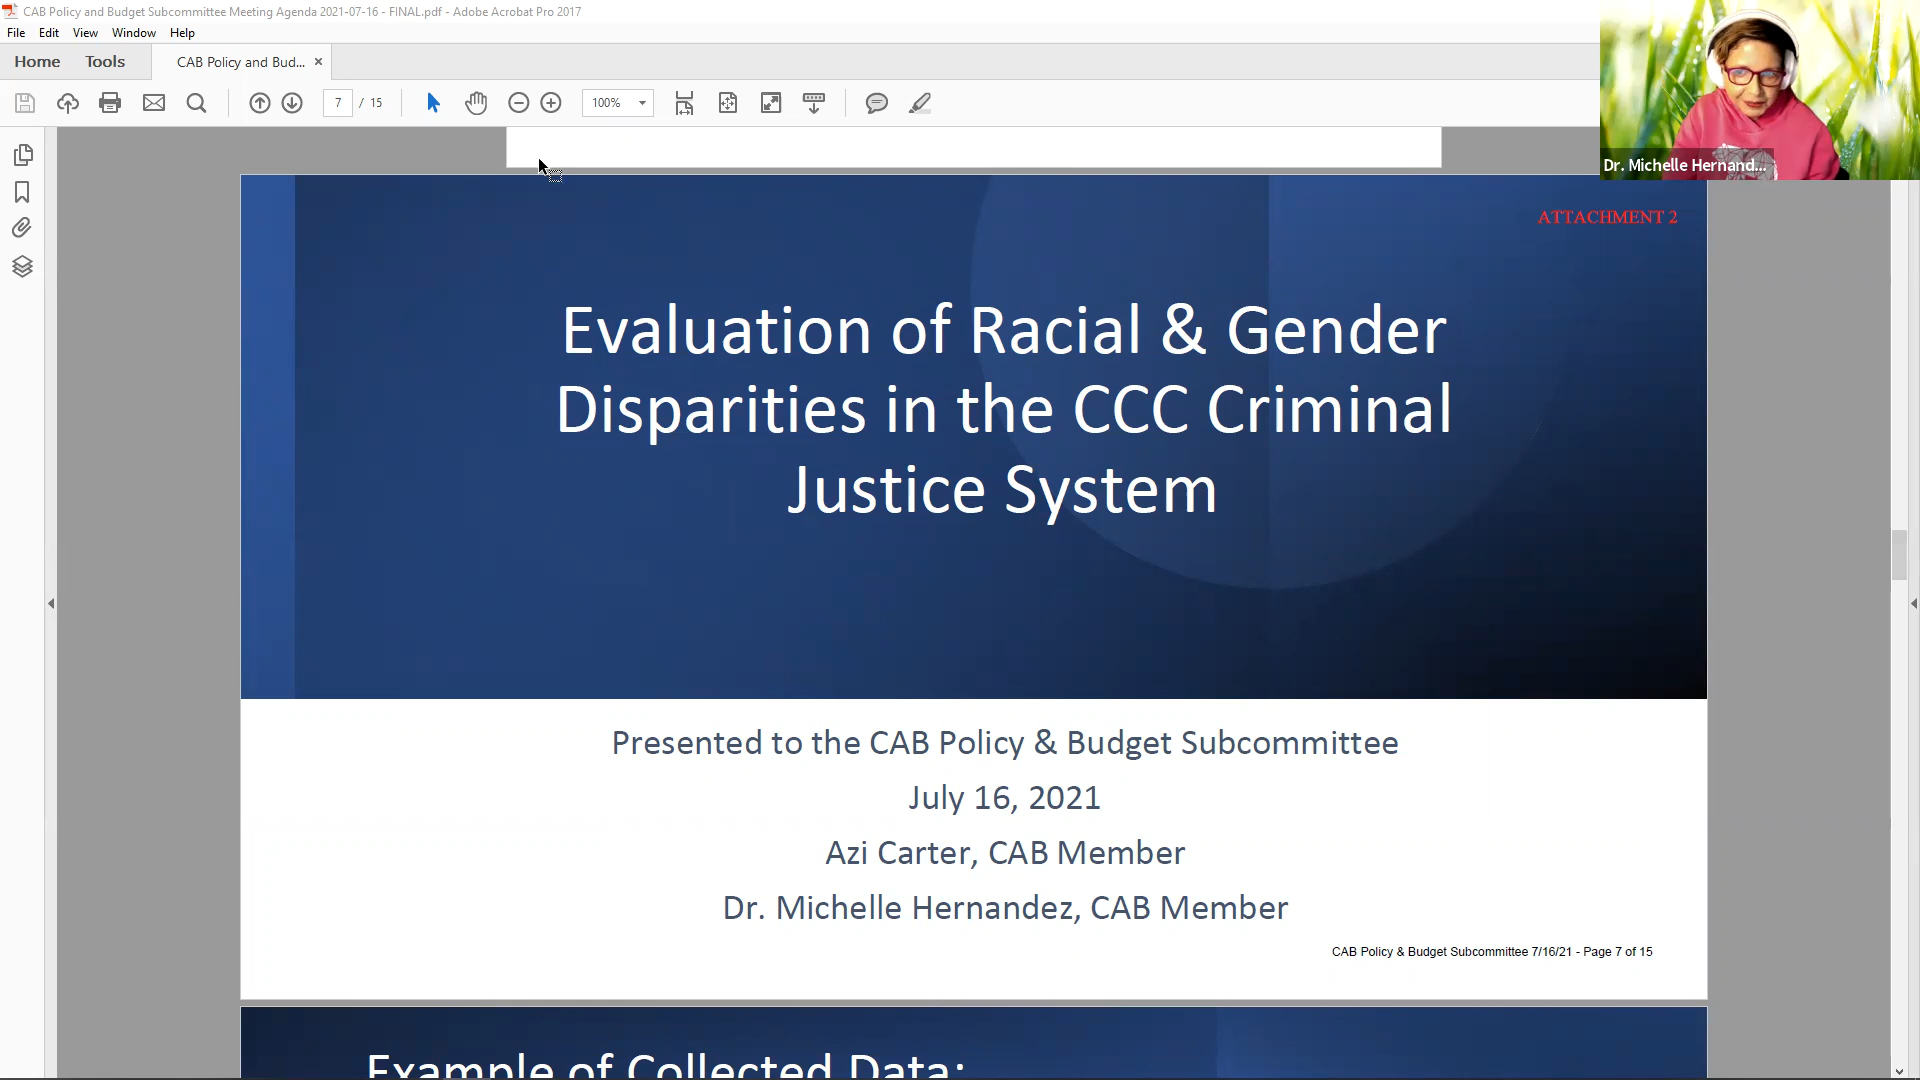 CAB Policy and Budget Subcommittee Meeting Agenda 2021-07-16 - FINAL.pdf - Adobe Acrobat Pro 2017
File Edit View Window Help
Home Tools CAB Policy and Bud... ×
7 / 15 100%
Dr. Michelle Hernand...
ATTACHMENT 2
Evaluation of Racial & Gender
Disparities in the CCC Criminal
Justice System
Presented to the CAB Policy & Budget Subcommittee
July 16, 2021
Azi Carter, CAB Member
Dr. Michelle Hernandez, CAB Member
CAB Policy & Budget Subcommittee 7/16/21 - Page 7 of 15
Example of Collected Data: